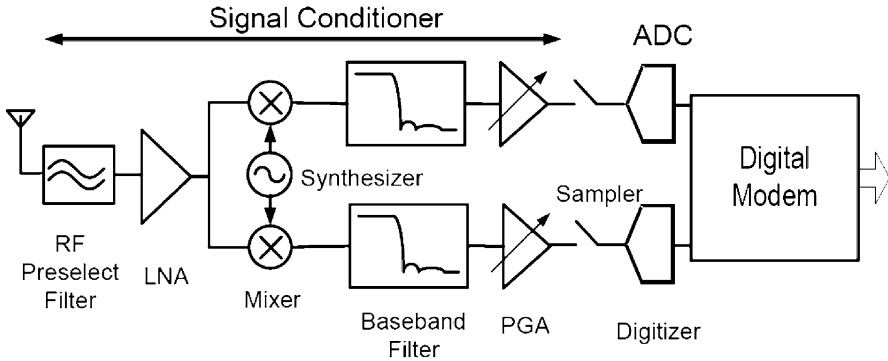 Signal Conditioner
ADC
Synthesizer
Digital
Modem
Sampler
RF
Preselect
Filter
LNA
Mixer
Baseband
Filter
PGA
Digitizer